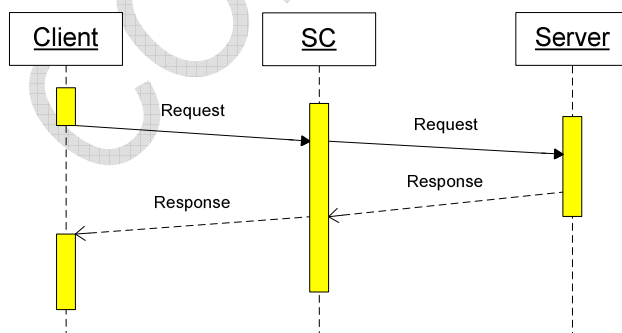 Client
SC
Server
Request
Request
Response
Response